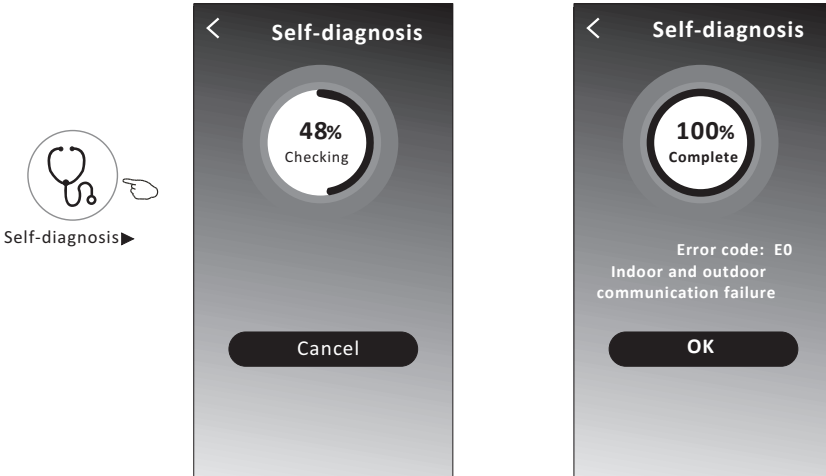 Self-diagnosis▶
Self-diagnosis
48%
Checking
Cancel
Self-diagnosis
100%
Complete
Error code: E0
Indoor and outdoor
communication failure
OK